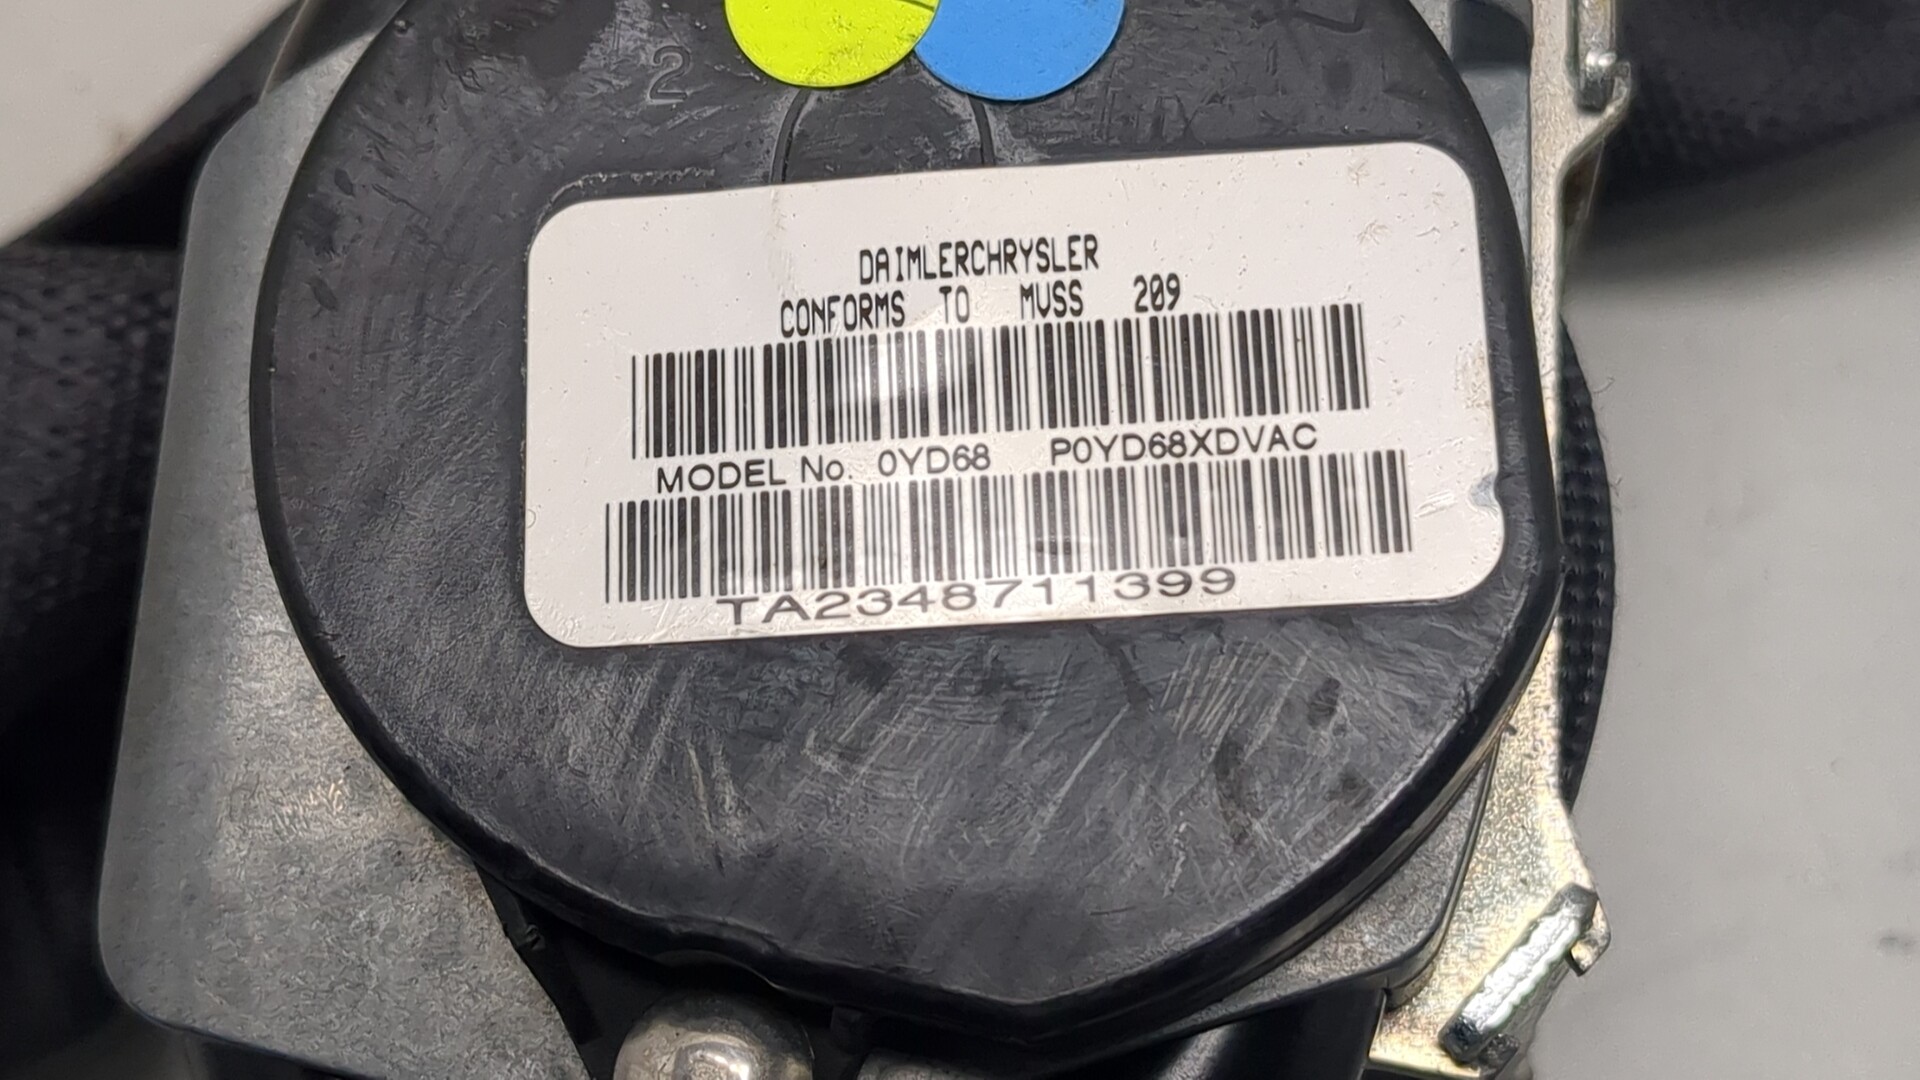 2
DAIMLERCHRYSLER
CONFORMS TO MVSS 209
MODEL No. 0YD68 P0YD68XDVAC
TA2348711399